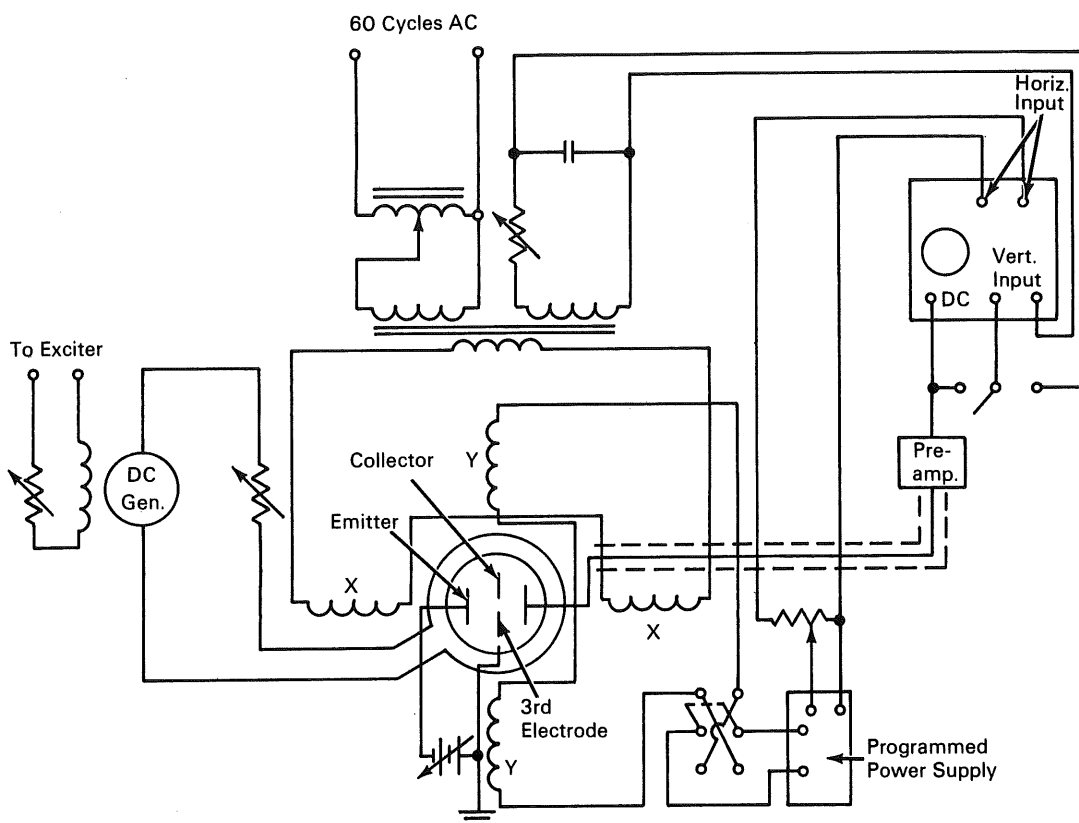 60 Cycles AC
Horiz.
Input
Vert.
Input
DC
To Exciter
DC
Gen.
Collector
Y
Pre-
amp.
Emitter
X
X
3rd
Electrode
Y
Programmed
Power Supply